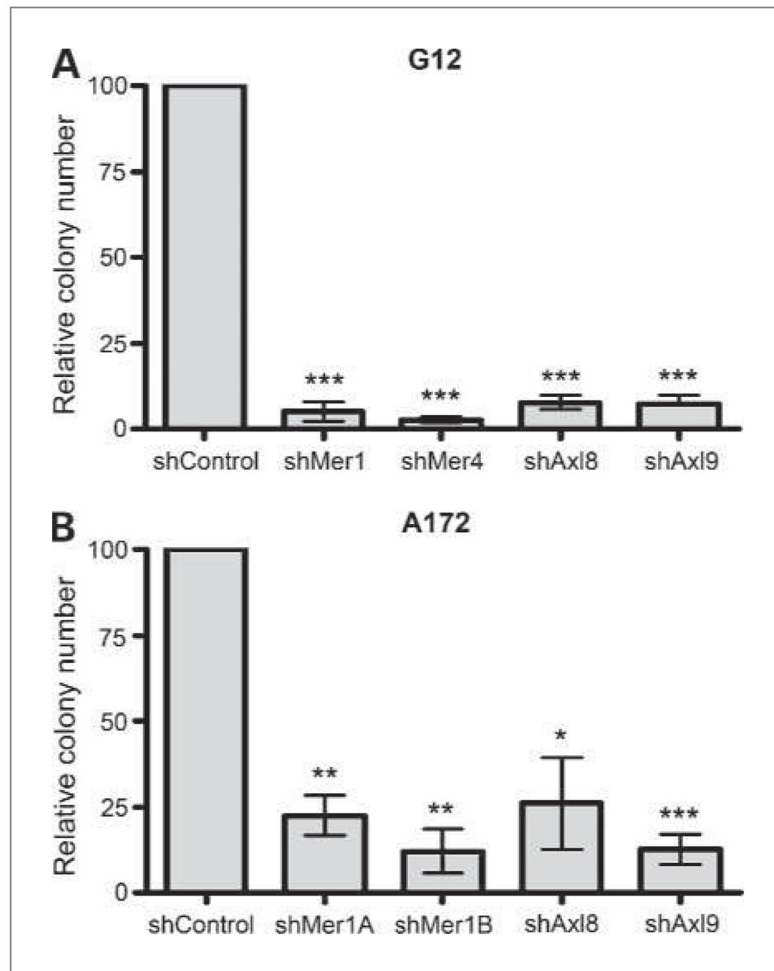 A
G12
Relative colony number
100
75
50
25
0
***
***
***
***
shControl shMer1 shMer4 shAxl8 shAxl9
B
A172
Relative colony number
100
75
50
25
0
**
**
*
***
shControl shMer1A shMer1B shAxl8 shAxl9